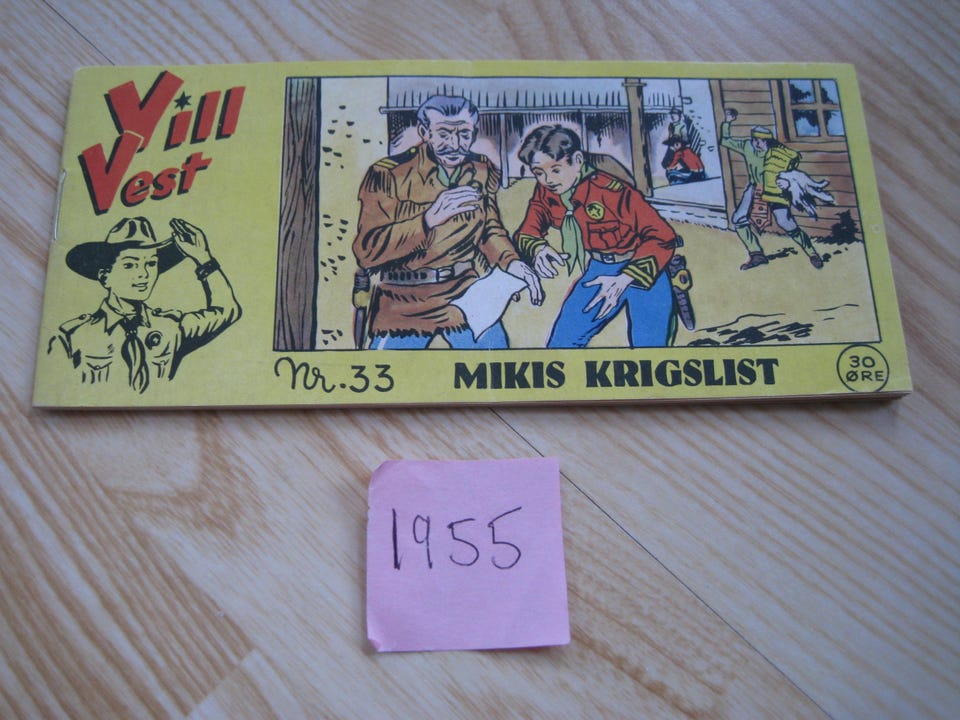 Vill
Vest
Nr. 33
MIKIS KRIGSLIST
30
ØRE
1955